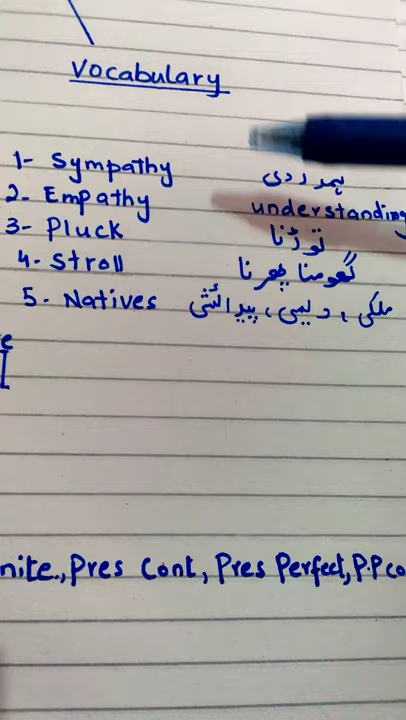 Vocabulary
1- Sympathy ہمدردی
2- Empathy understanding
3- Pluck توڑنا
4- Stroll گھومنا پھرنا
5- Natives ملکی، دیسی، پیدائشی
e
nite., Pres Cont, Pres Perfect, P.P co